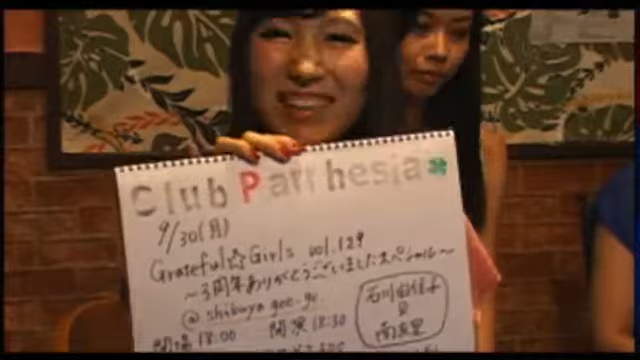 Club Parthesia
9/30(月)
Grateful☆Girls vol.129
～3周年ありがとうございましたスペシャル～
@shibuya gee-ge.
開場 18:00 開演 18:30
石川由佳子
&
南友里